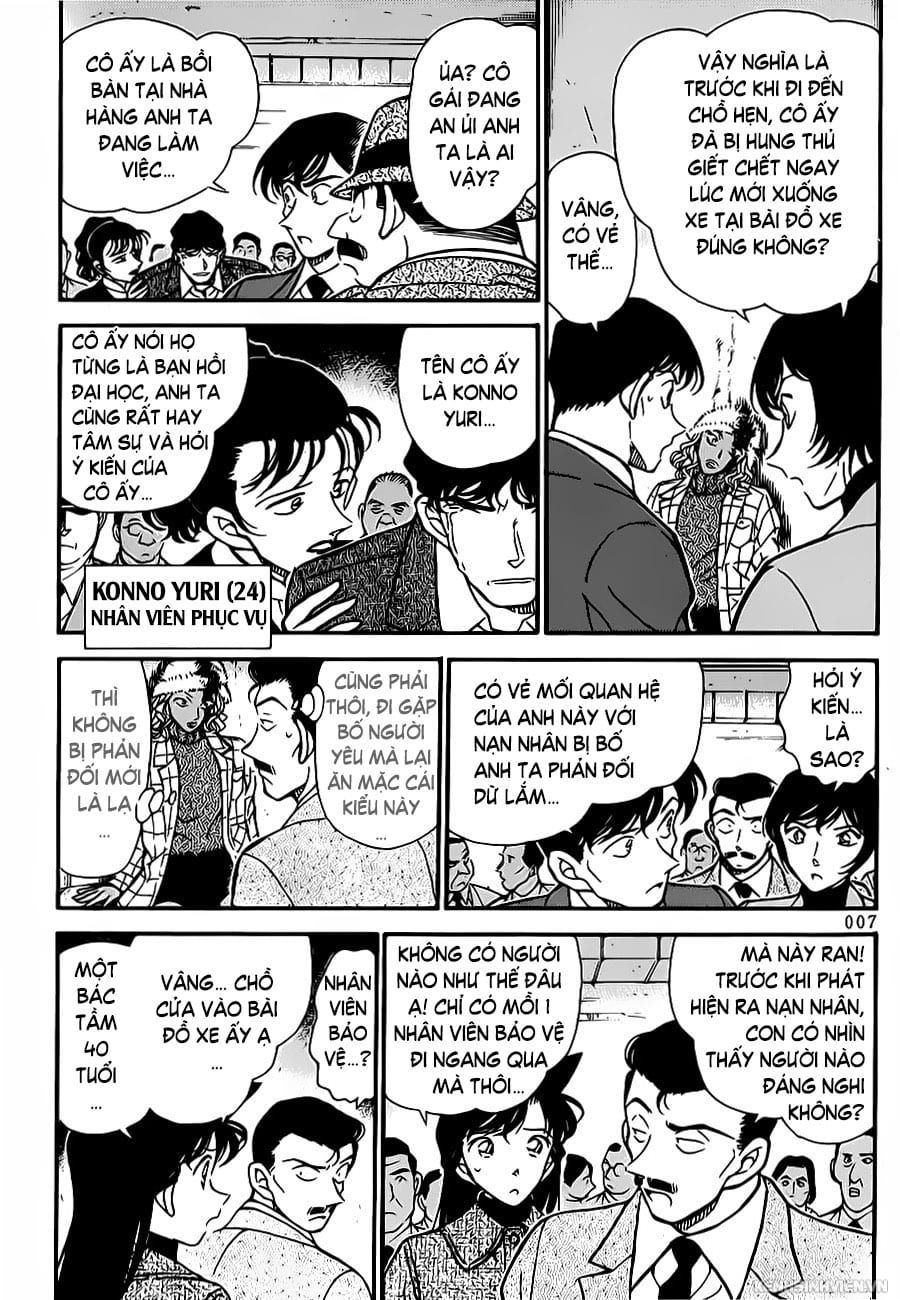 VẬY NGHĨA LÀ
TRƯỚC KHI ĐI ĐẾN
CHỖ HẸN, CÔ ẤY
ĐÃ BỊ HUNG THỦ
GIẾT CHẾT NGAY
LÚC MỚI XUỐNG
XE TẠI BÃI ĐỖ XE
ĐÚNG KHÔNG?
VÂNG,
CÓ VẺ
THẾ...
ỦA? CÔ
GÁI ĐANG
AN ỦI ANH
TA LÀ AI
VẬY?
CÔ ẤY LÀ BỒI
BÀN TẠI NHÀ
HÀNG ANH TA
ĐANG LÀM
VIỆC...
TÊN CÔ ẤY
LÀ KONNO
YURI...
CÔ ẤY NÓI HỌ
TỪNG LÀ BẠN HỒI
ĐẠI HỌC, ANH TA
CŨNG RẤT HAY
TÂM SỰ VÀ HỎI
Ý KIẾN CỦA
CÔ ẤY...
KONNO YURI (24)
NHÂN VIÊN PHỤC VỤ
HỎI Ý
KIẾN...
LÀ
SAO?
CÓ VẺ MỐI QUAN HỆ
CỦA ANH NÀY VỚI
NẠN NHÂN BỊ BỐ
ANH TA PHẢN ĐỐI
DỮ LẮM...
CŨNG PHẢI
THÔI, ĐI GẶP
BỐ NGƯỜI
YÊU MÀ LẠI
ĂN MẶC CÁI
KIỂU NÀY
...
THÌ
KHÔNG
BỊ PHẢN
ĐỐI MỚI
LÀ LẠ
...
007
MÀ NÀY RAN!
TRƯỚC KHI PHÁT
HIỆN RA NẠN NHÂN,
CON CÓ NHÌN
THẤY NGƯỜI NÀO
ĐÁNG NGHI
KHÔNG?
KHÔNG CÓ NGƯỜI
NÀO NHƯ THẾ ĐÂU
Ạ! CHỈ CÓ MỖI 1
NHÂN VIÊN BẢO VỆ
ĐI NGANG QUA
MÀ THÔI...
NHÂN
VIÊN
BẢO
VỆ...?
VÂNG... CHỖ
CỬA VÀO BÃI
ĐỖ XE ẤY Ạ
...
MỘT
BÁC
TẦM
40
TUỔI
...